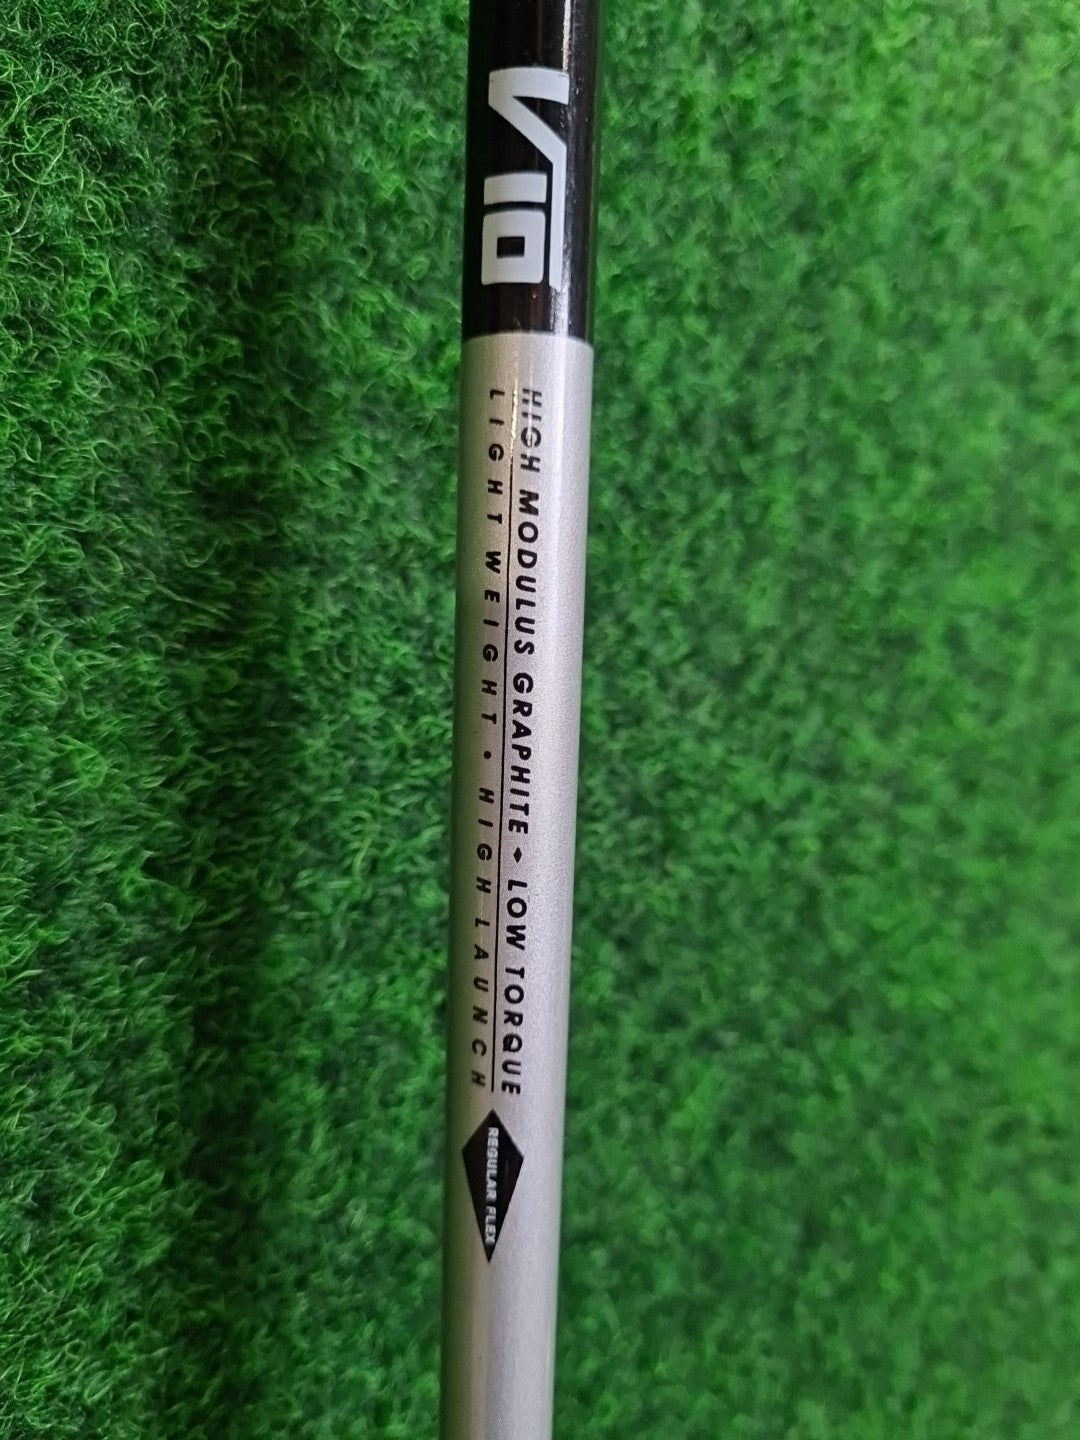 V10
HIGH MODULUS GRAPHITE • LOW TORQUE
LIGHTWEIGHT • HIGH LAUNCH
REGULAR FLEX